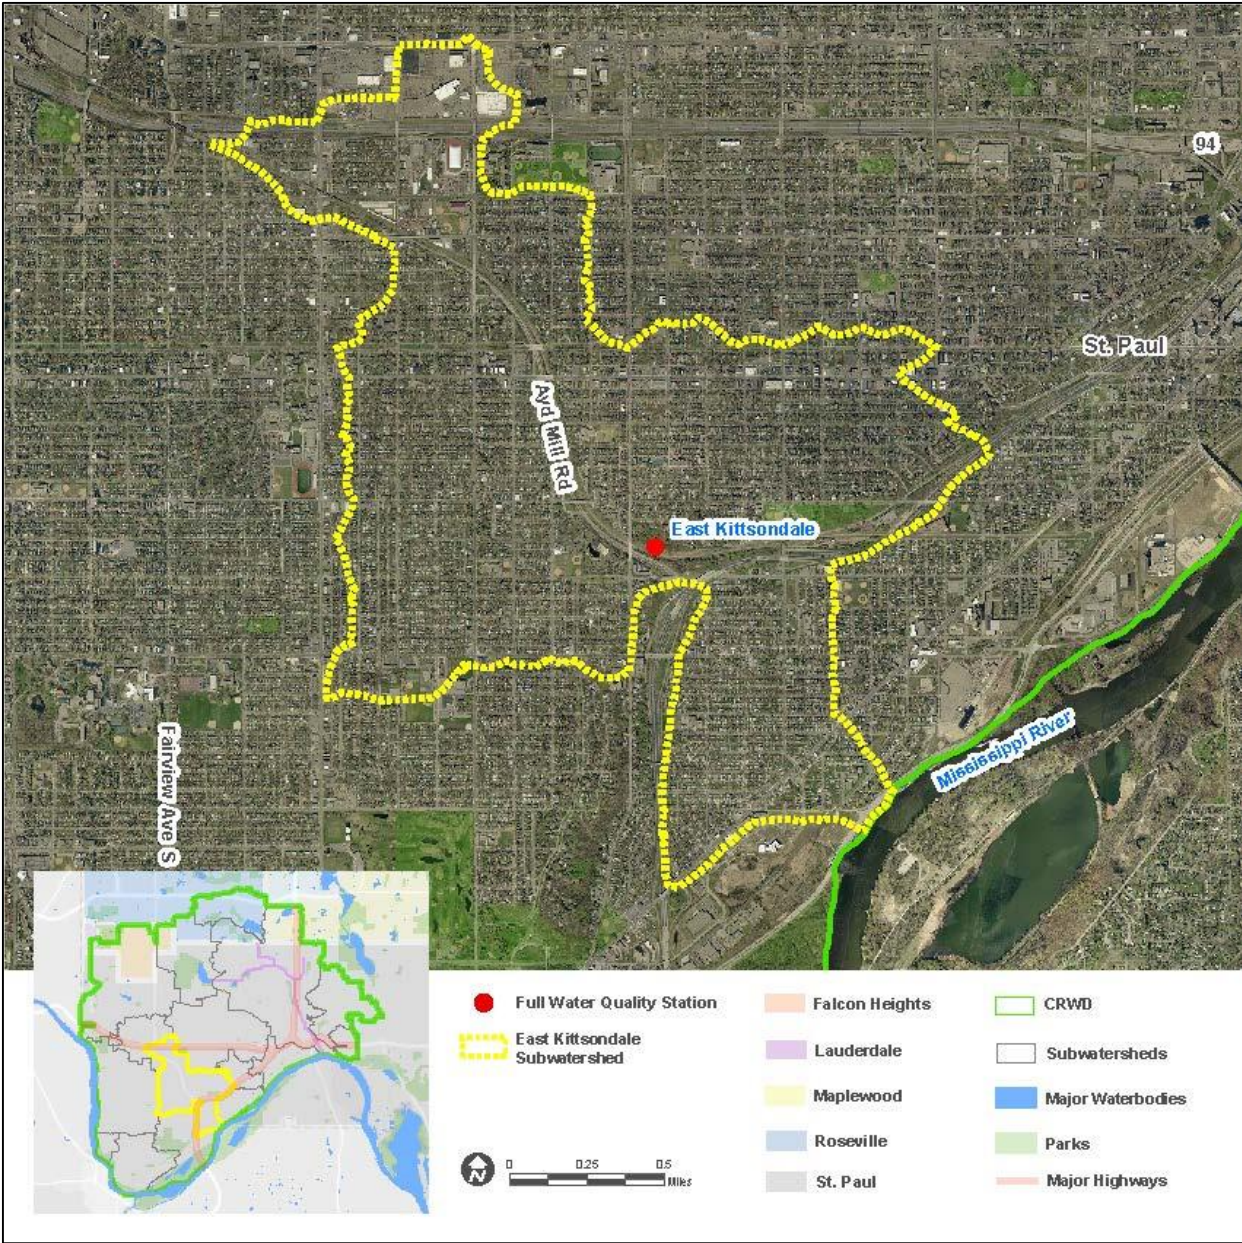 94
St. Paul
Ayd Mill Rd
East Kittsondale
Mississippi River
Fairview Ave S
Full Water Quality Station
East Kittsondale
Subwatershed
N
0 0.25 0.5
Miles
Falcon Heights
Lauderdale
Maplewood
Roseville
St. Paul
CRWD
Subwatersheds
Major Waterbodies
Parks
Major Highways